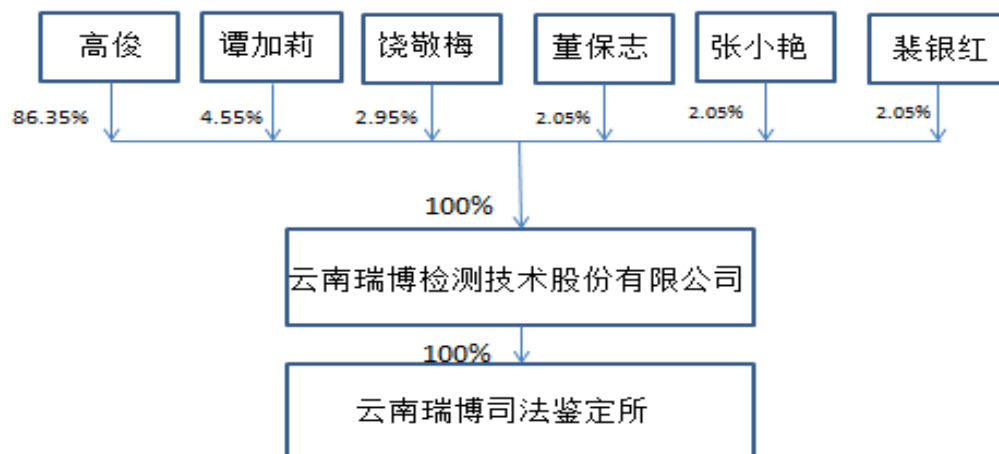 高俊
谭加莉
饶敬梅
董保志
张小艳
裴银红
86.35%
4.55%
2.95%
2.05%
2.05%
2.05%
100%
云南瑞博检测技术股份有限公司
100%
云南瑞博司法鉴定所